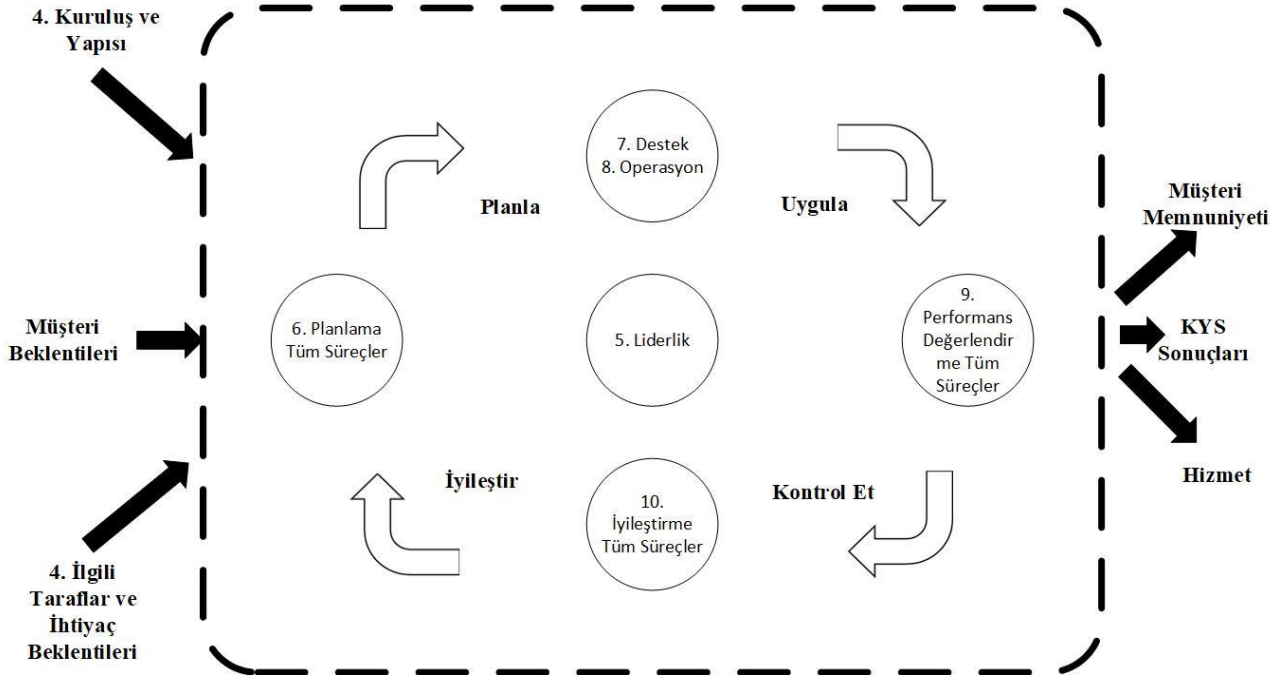 4. Kuruluş ve
Yapısı
Müşteri
Beklentileri
4. İlgili
Taraflar ve
İhtiyaç
Beklentileri
7. Destek
8. Operasyon
Planla
Uygula
6. Planlama
Tüm Süreçler
5. Liderlik
9.
Performans
Değerlendir
me Tüm
Süreçler
İyileştir
10.
İyileştirme
Tüm Süreçler
Kontrol Et
Müşteri
Memnuniyeti
KYS
Sonuçları
Hizmet